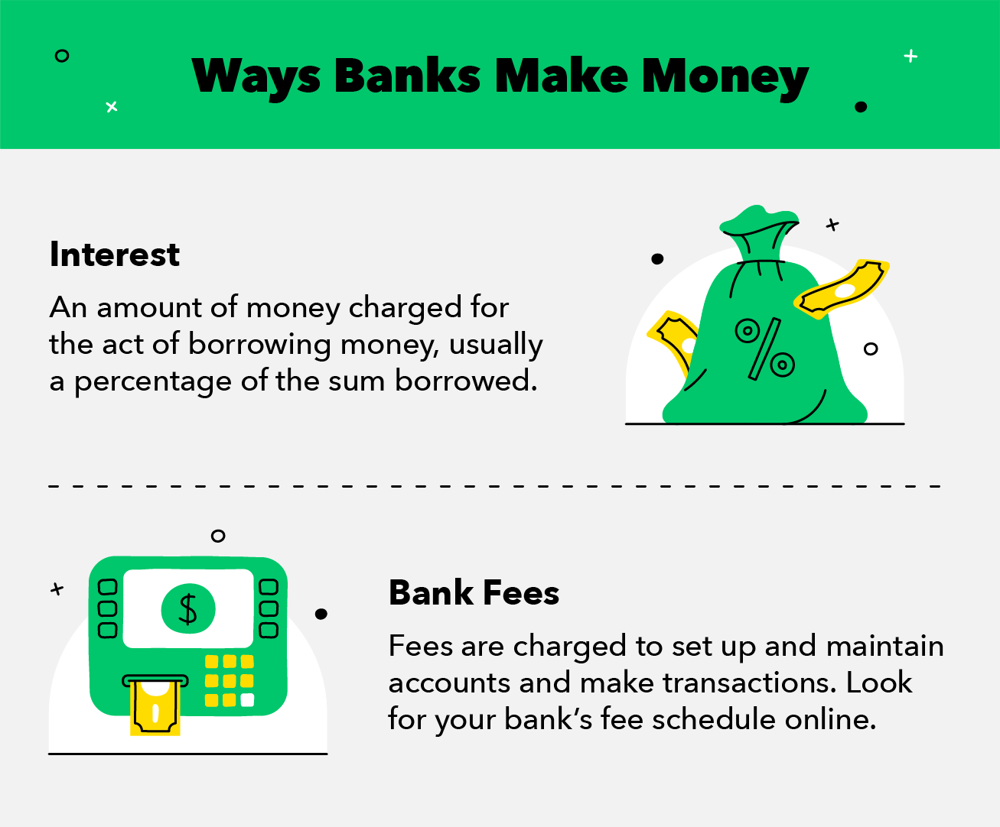 Ways Banks Make Money
Interest
An amount of money charged for
the act of borrowing money, usually
a percentage of the sum borrowed.
%
$
Bank Fees
Fees are charged to set up and maintain
accounts and make transactions. Look
for your bank’s fee schedule online.